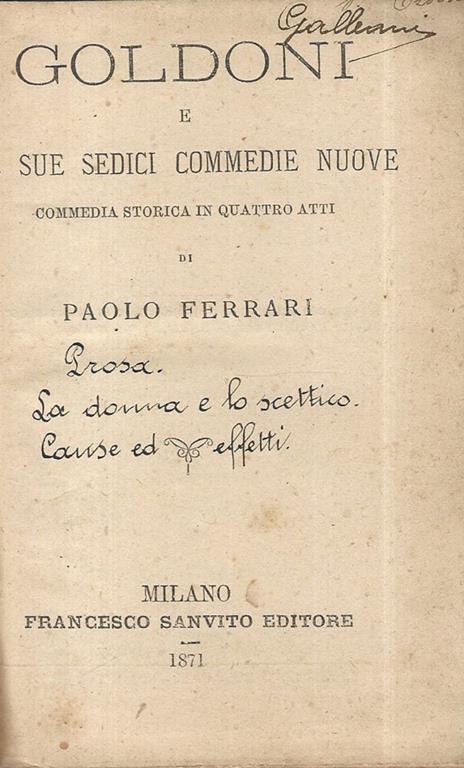 Galleani
GOLDONI
E
SUE SEDICI COMMEDIE NUOVE
COMMEDIA STORICA IN QUATTRO ATTI
DI
PAOLO FERRARI
Prosa.
La donna e lo scettico.
Cause ed effetti.
MILANO
FRANCESCO SANVITO EDITORE
1871